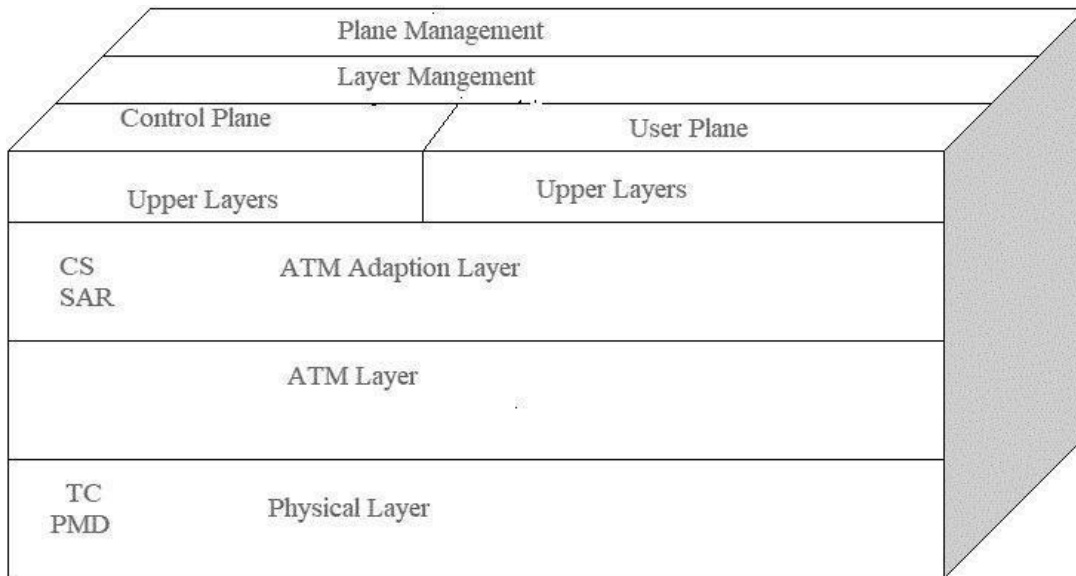 Plane Management
Layer Mangement
Control Plane
User Plane
Upper Layers
Upper Layers
CS
SAR
ATM Adaption Layer
ATM Layer
TC
PMD
Physical Layer